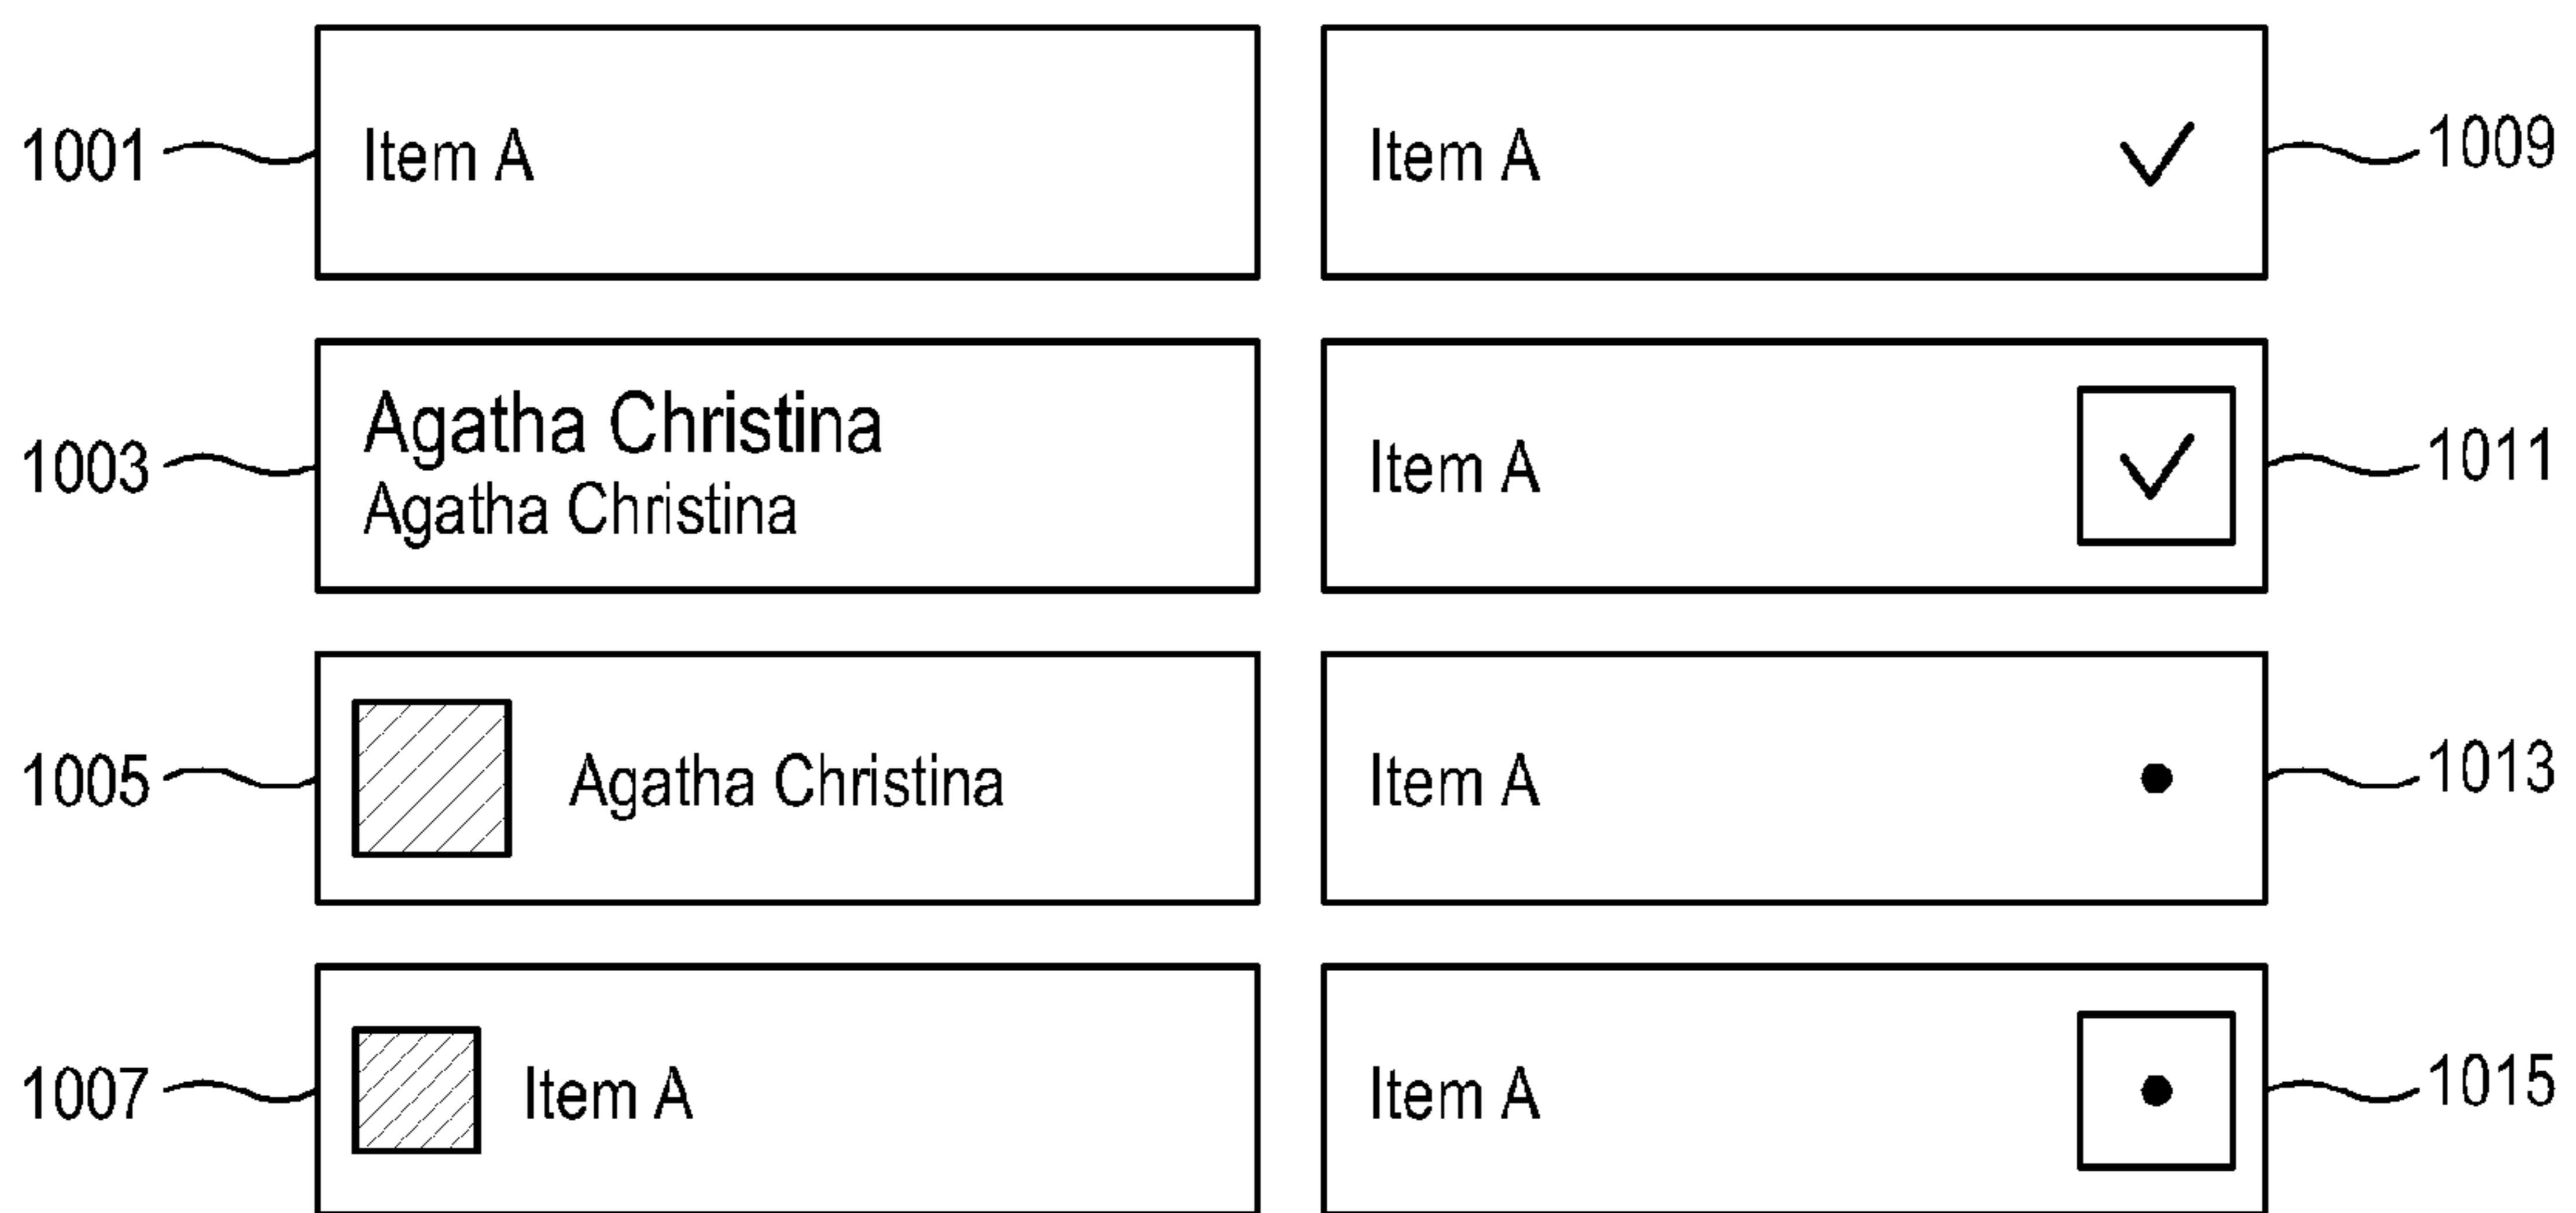 1001 Item A Item A 1009
1003 Agatha Christina
Agatha Christina
Item A 1011
1005 Agatha Christina Item A 1013
1007 Item A Item A 1015